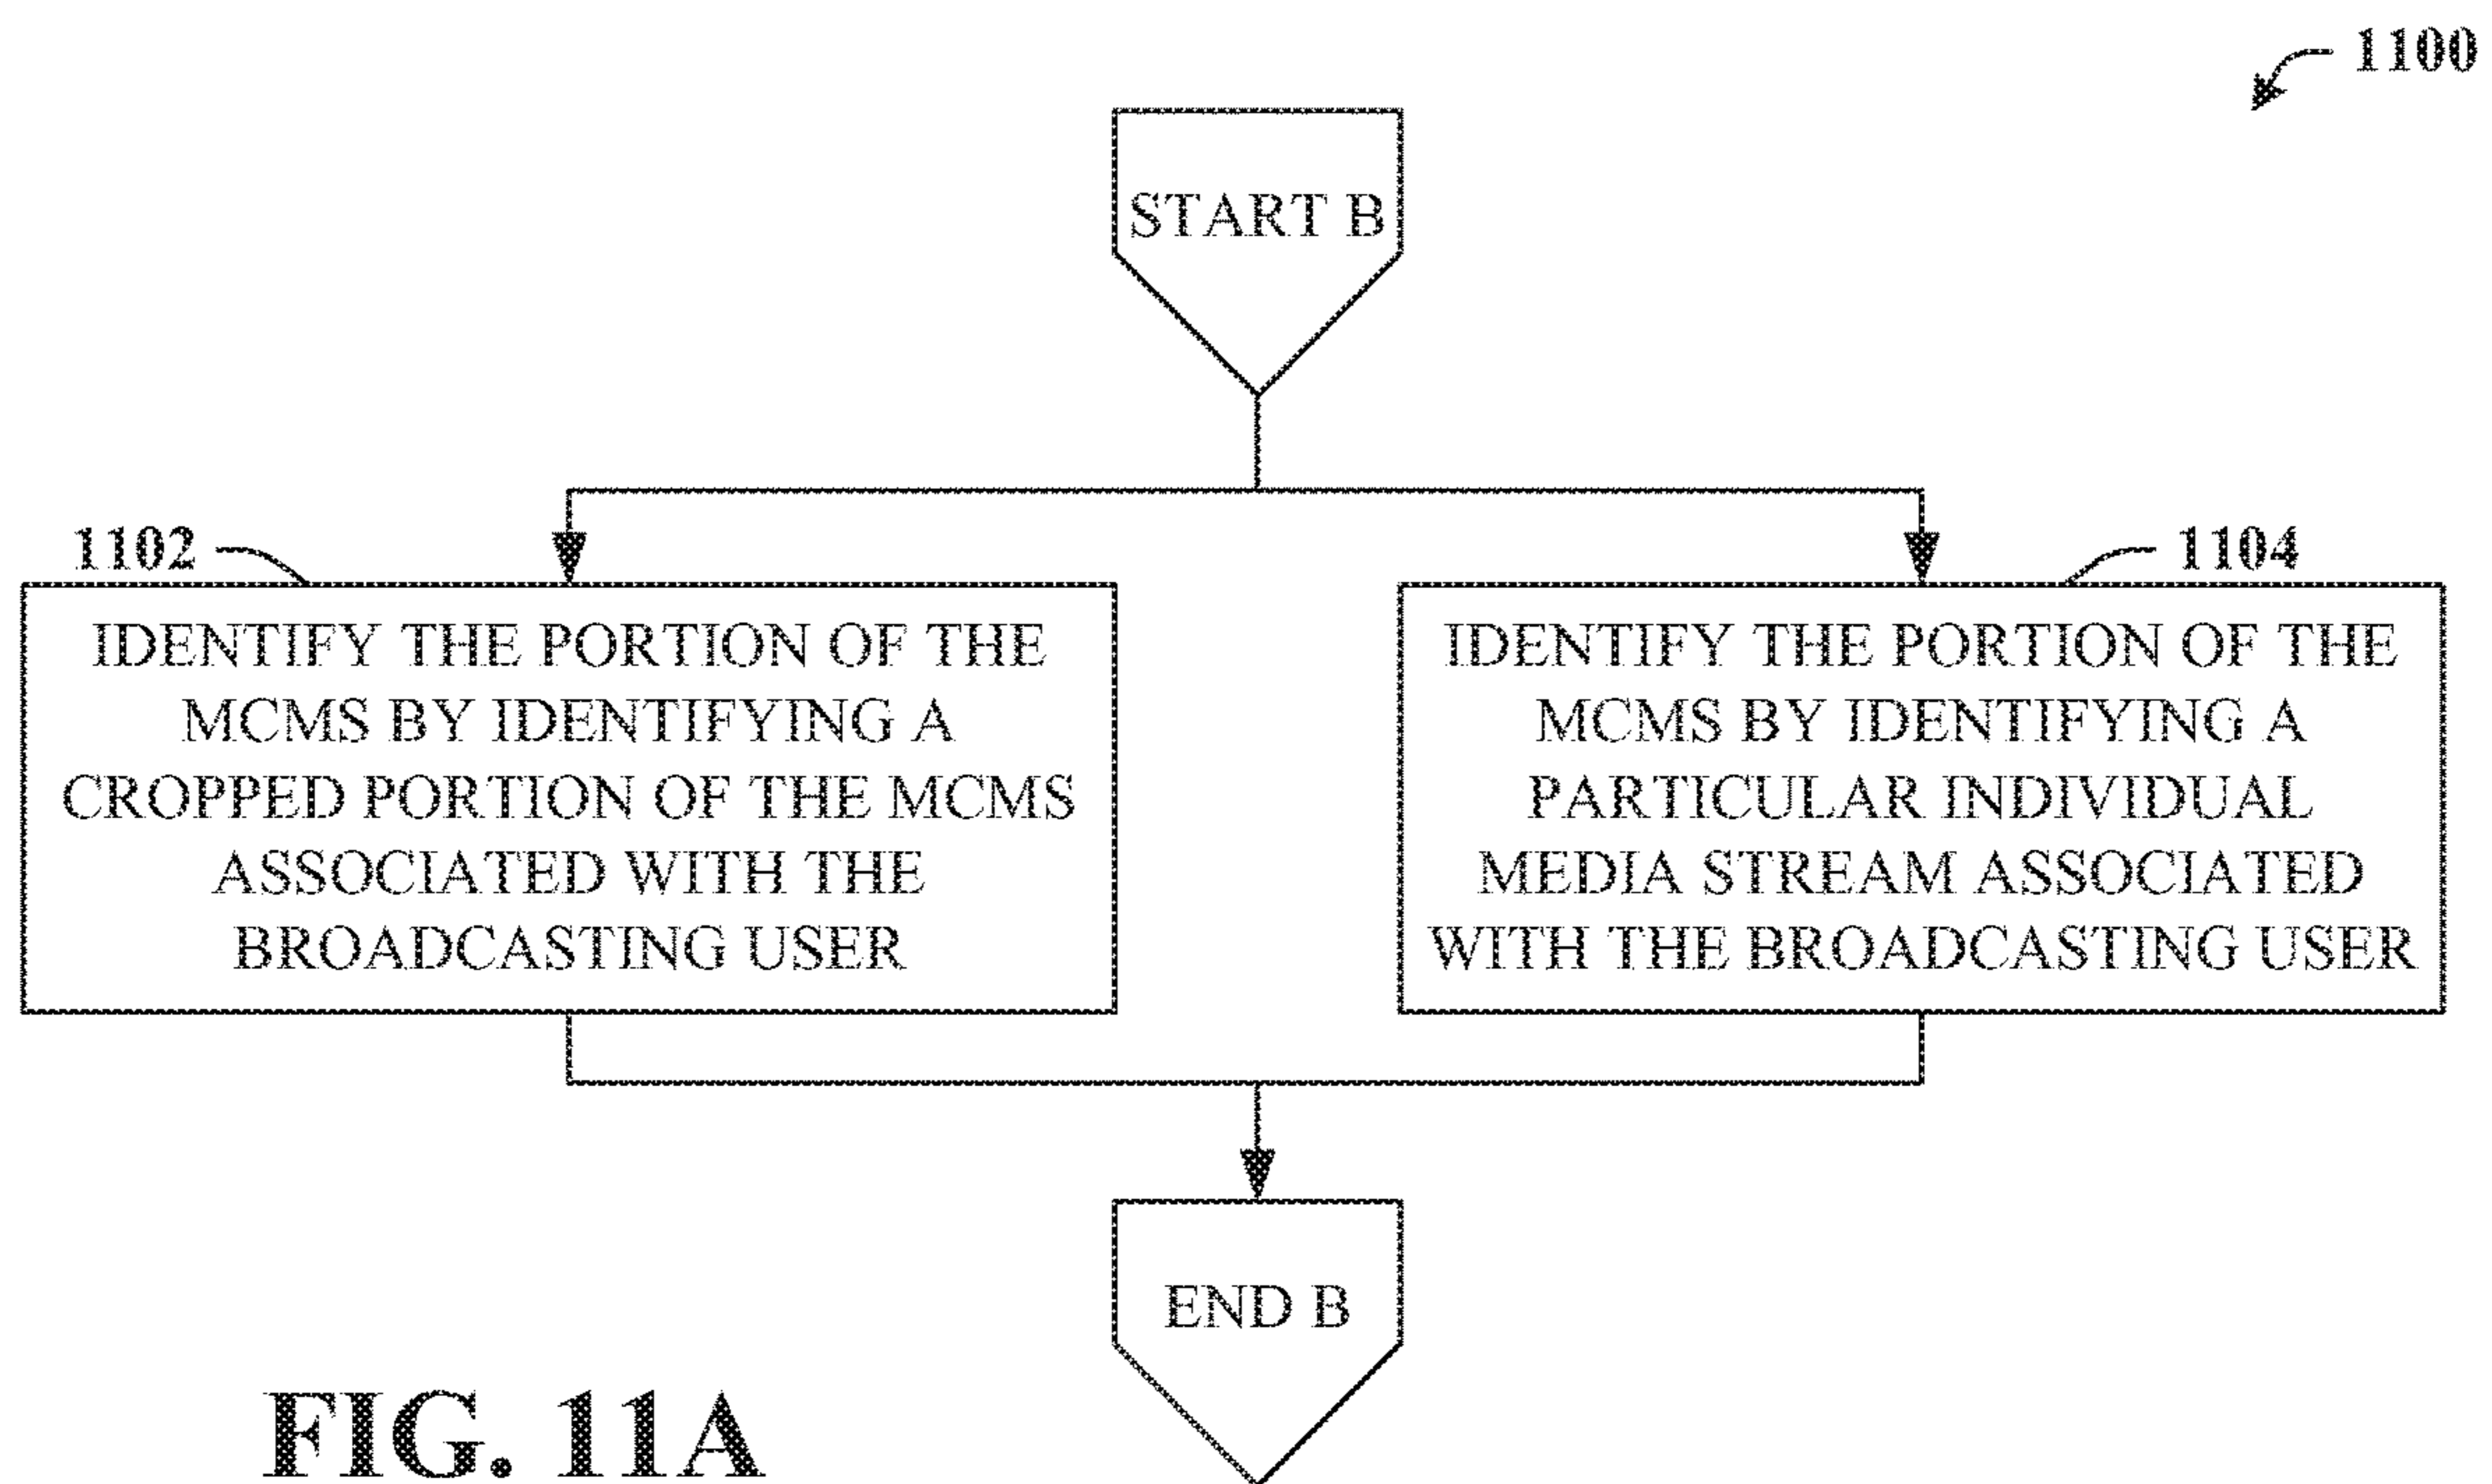 1100
START B
1102
1104
IDENTIFY THE PORTION OF THE
MCMS BY IDENTIFYING A
CROPPED PORTION OF THE MCMS
ASSOCIATED WITH THE
BROADCASTING USER
IDENTIFY THE PORTION OF THE
MCMS BY IDENTIFYING A
PARTICULAR INDIVIDUAL
MEDIA STREAM ASSOCIATED
WITH THE BROADCASTING USER
END B
FIG. 11A